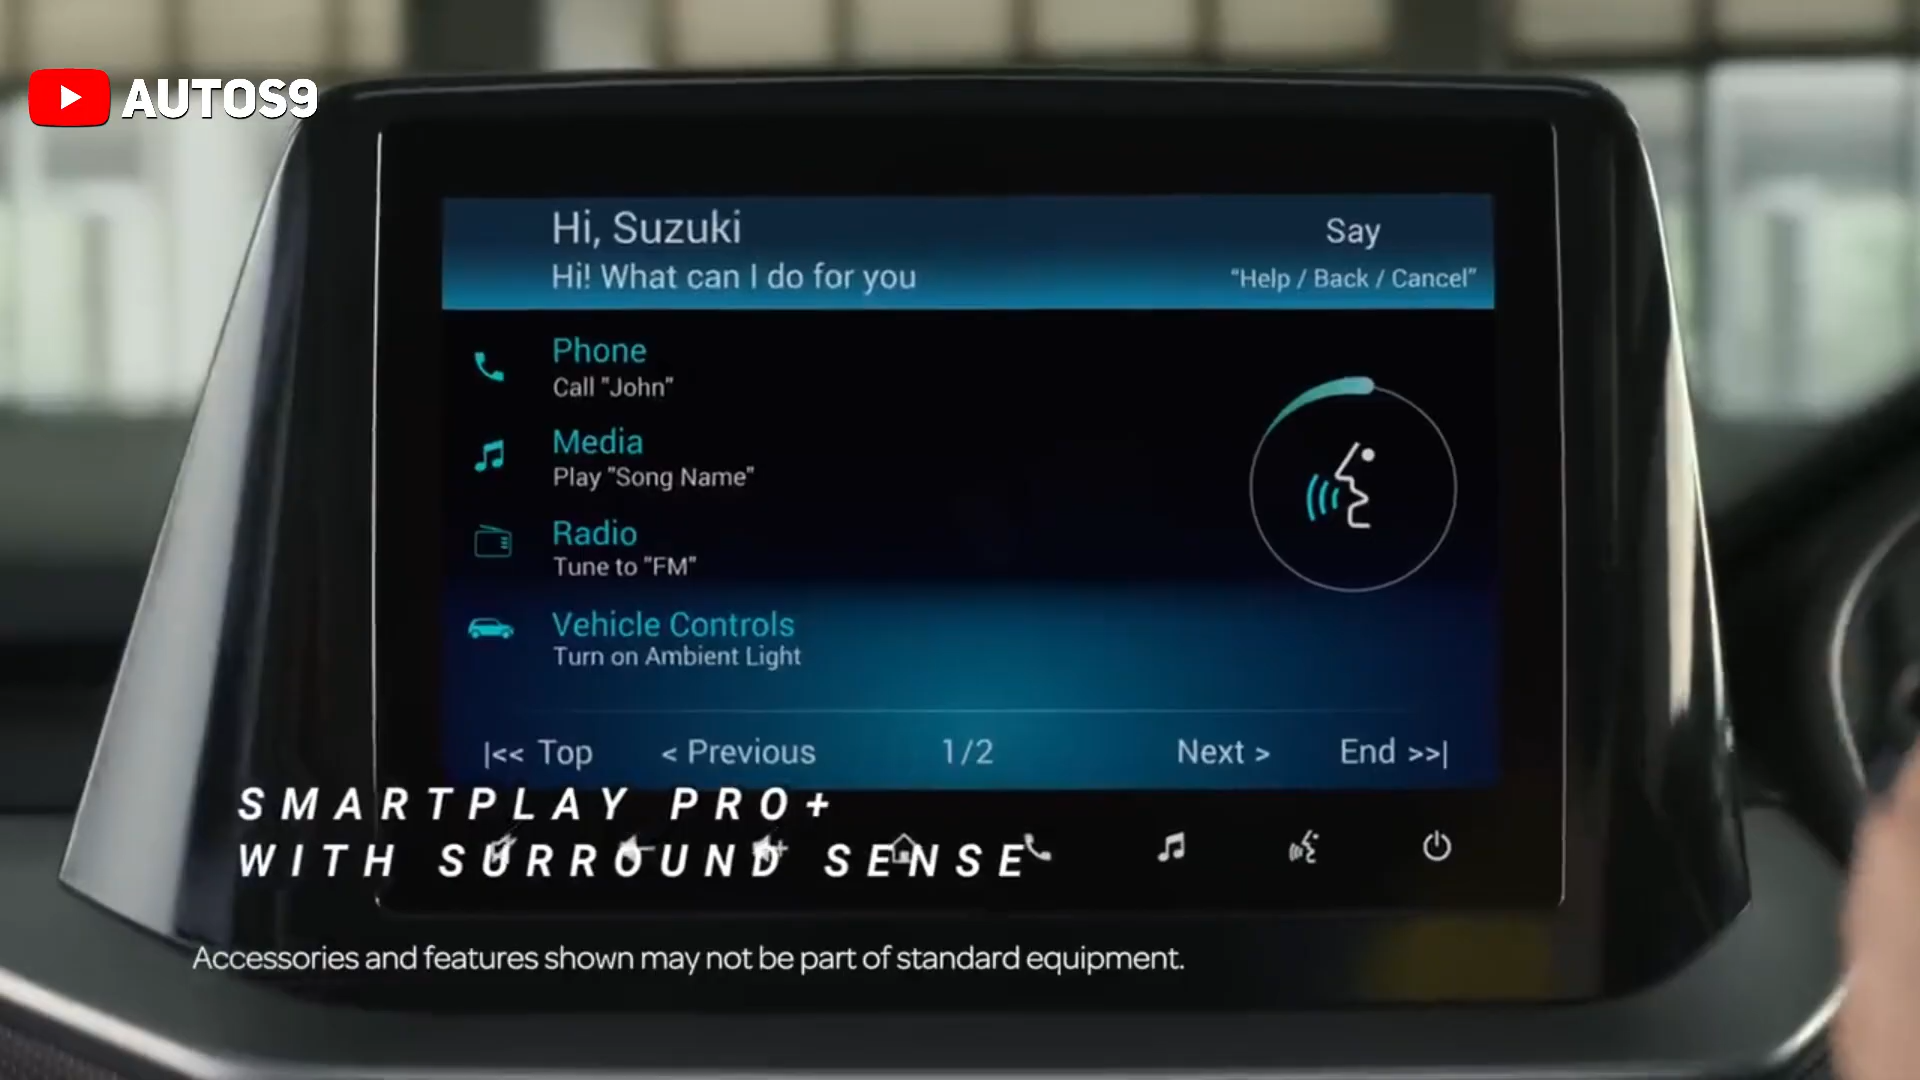 AUTOS9
Hi, Suzuki
Say
Hi! What can I do for you
"Help / Back / Cancel"
Phone
Call "John"
Media
Play "Song Name"
Radio
Tune to "FM"
Vehicle Controls
Turn on Ambient Light
|<< Top < Previous 1/2 Next > End >>|
SMARTPLAY PRO+
WITH SURROUND SENSE
Accessories and features shown may not be part of standard equipment.